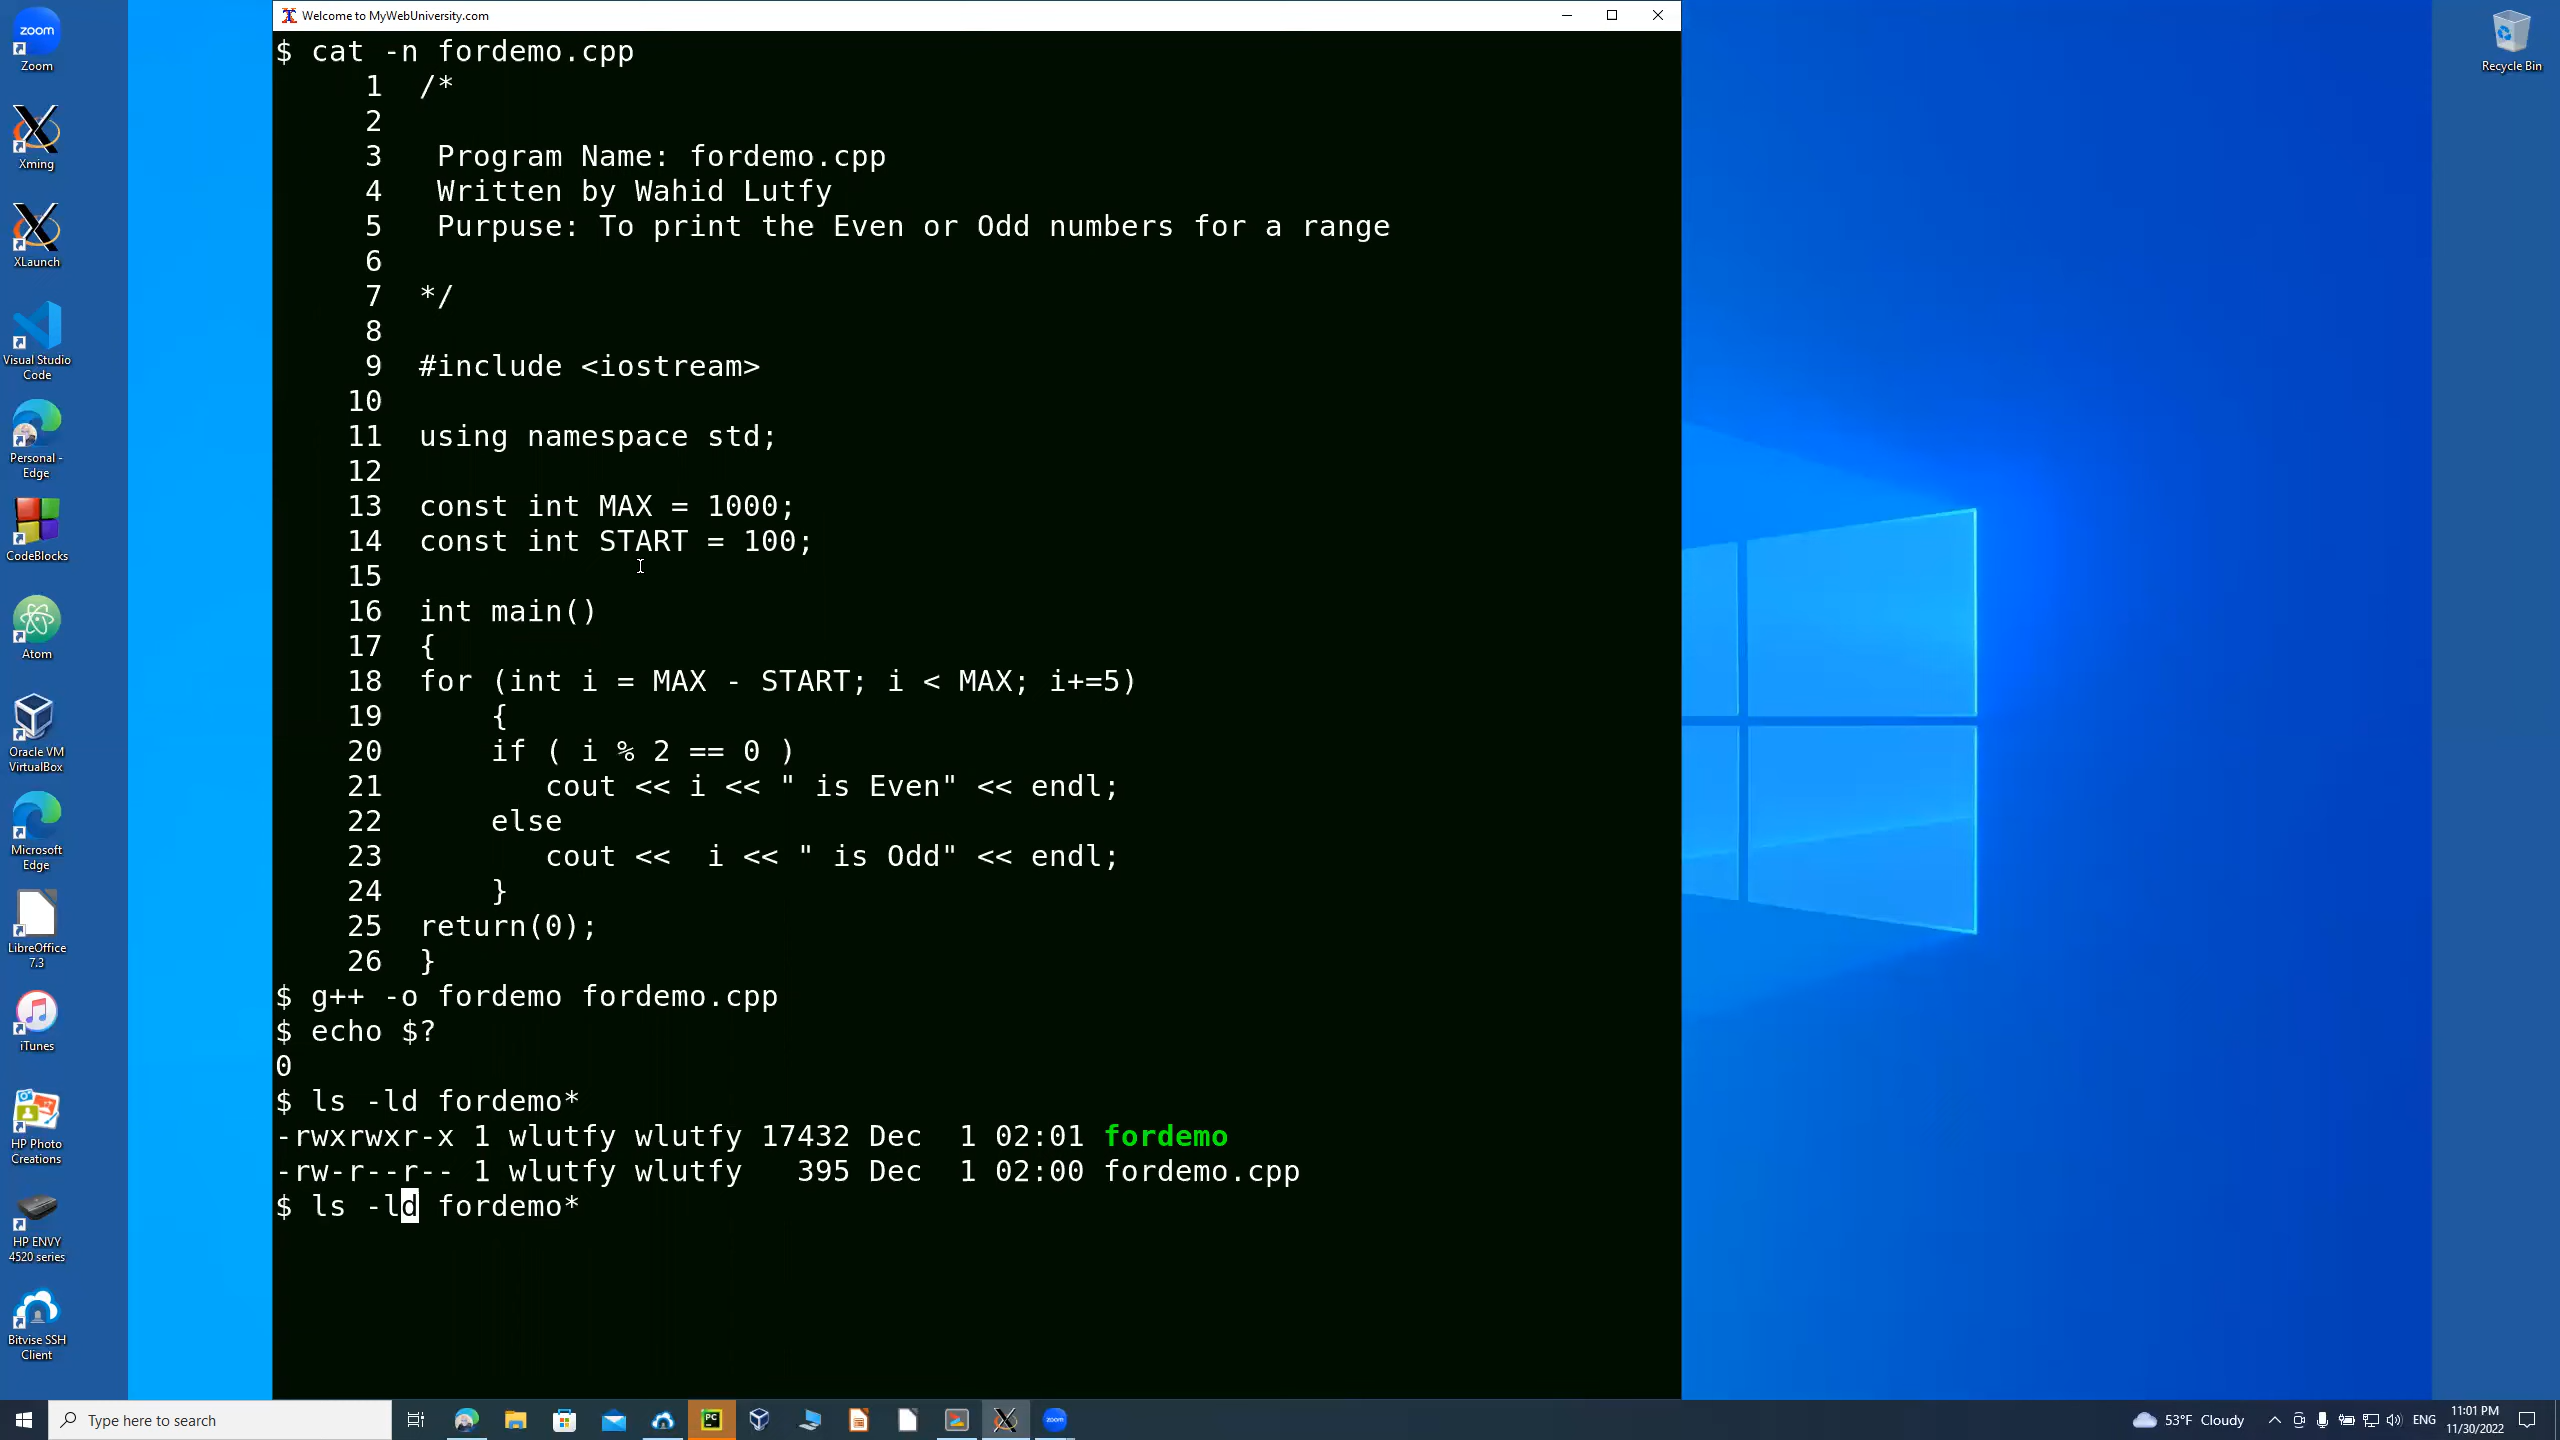 Welcome to MyWebUniversity.com
$ cat -n fordemo.cpp
1 /*
2
3 Program Name: fordemo.cpp
4 Written by Wahid Lutfy
5 Purpuse: To print the Even or Odd numbers for a range
6
7 */
8
9 #include <iostream>
10
11 using namespace std;
12
13 const int MAX = 1000;
14 const int START = 100;
15
16 int main()
17 {
18 for (int i = MAX - START; i < MAX; i+=5)
19 {
20 if ( i % 2 == 0 )
21 cout << i << " is Even" << endl;
22 else
23 cout <<  i << " is Odd" << endl;
24 }
25 return(0);
26 }
$ g++ -o fordemo fordemo.cpp
$ echo $?
0
$ ls -ld fordemo*
-rwxrwxr-x 1 wlutfy wlutfy 17432 Dec  1 02:01 fordemo
-rw-r--r-- 1 wlutfy wlutfy   395 Dec  1 02:00 fordemo.cpp
$ ls -ld fordemo*
zoom
Zoom
Xming
XLaunch
Visual Studio
Code
Personal -
Edge
CodeBlocks
Atom
Oracle VM
VirtualBox
Microsoft
Edge
LibreOffice
7.3
iTunes
HP Photo
Creations
HP ENVY
4520 series
Bitvise SSH
Client
Recycle Bin
Type here to search
PC
zoom
53°F Cloudy
ENG
11:01 PM
11/30/2022